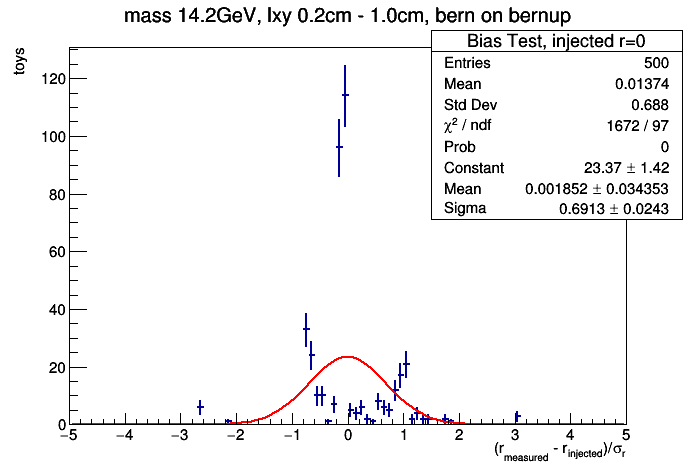 mass 14.2GeV, lxy 0.2cm - 1.0cm, bern on bernup
Bias Test, injected r=0
Entries 500
Mean 0.01374
Std Dev 0.688
χ² / ndf 1672 / 97
Prob 0
Constant 23.37 ± 1.42
Mean 0.001852 ± 0.034353
Sigma 0.6913 ± 0.0243
toys
120
100
80
60
40
20
0
−5 −4 −3 −2 −1 0 1 2 3 4 5
(r_measured - r_injected)/σ_r